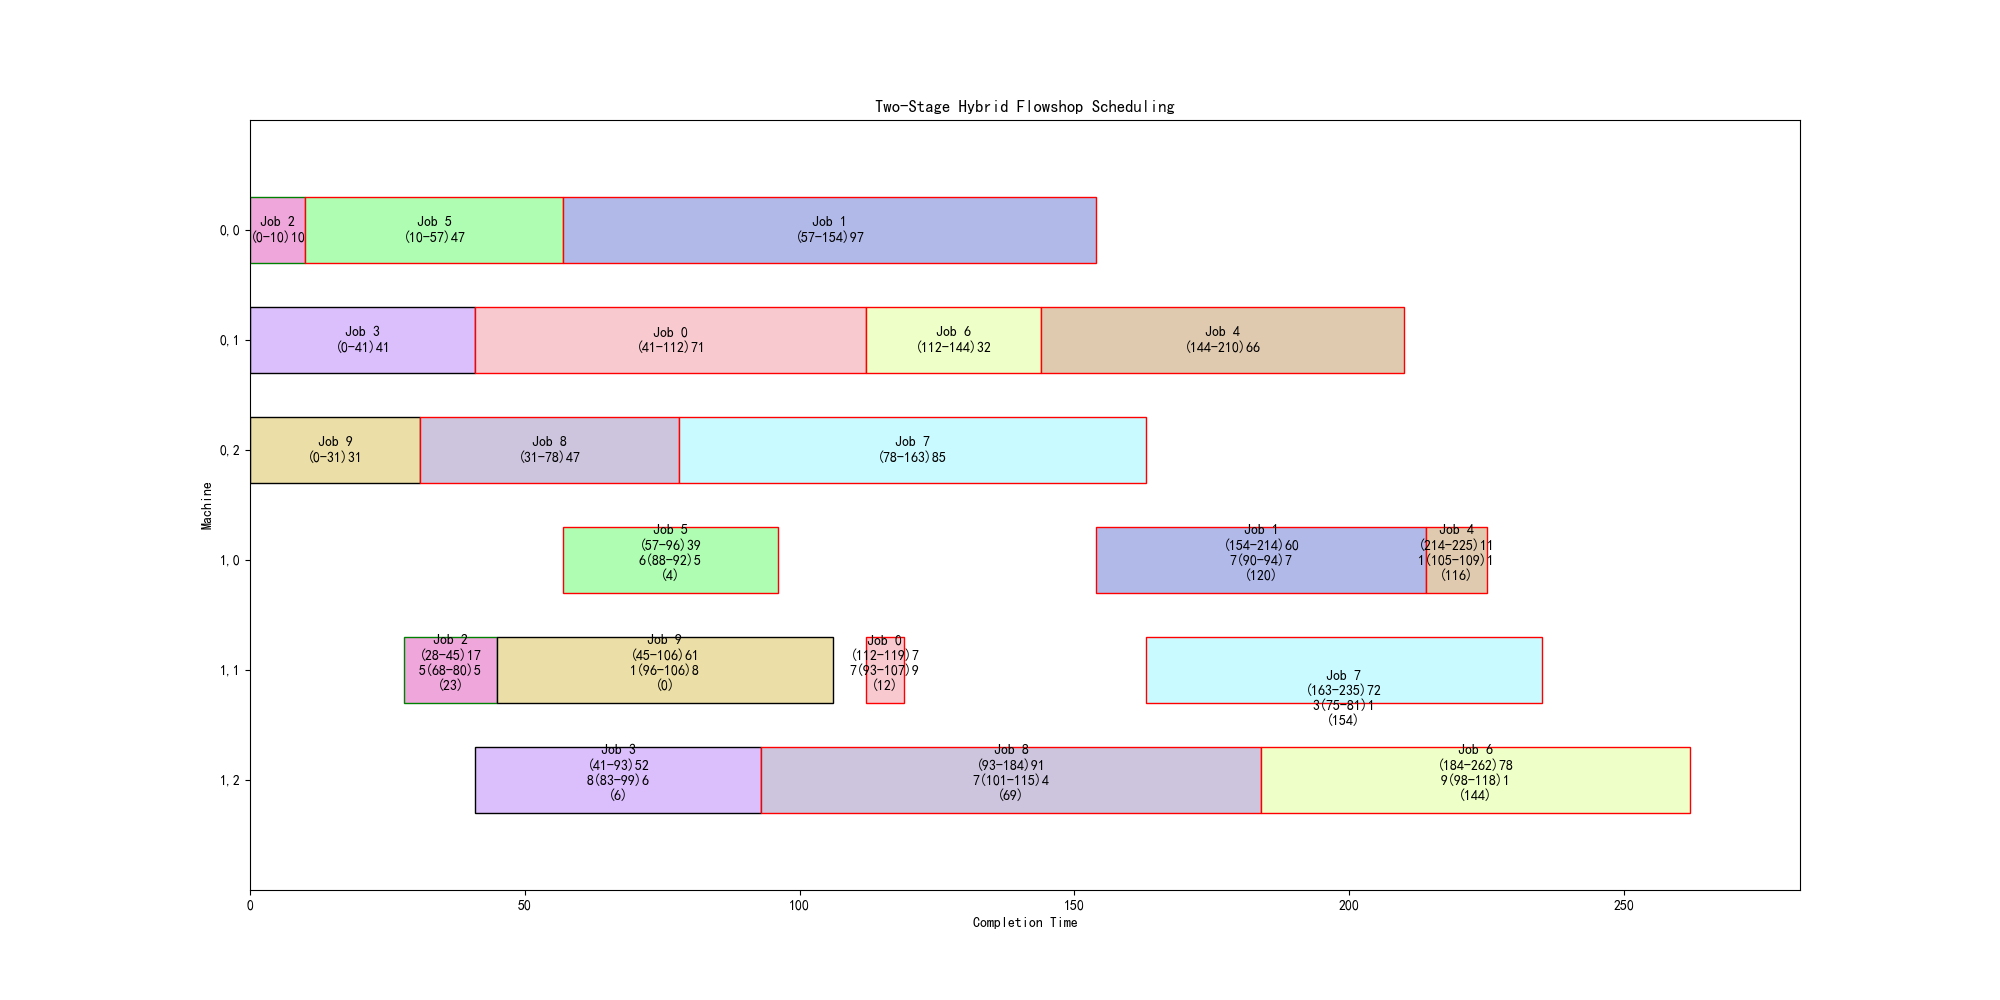 Two-Stage Hybrid Flowshop Scheduling
Machine
0,0
Job 2
(0-10)10
Job 5
(10-57)47
Job 1
(57-154)97
0,1
Job 3
(0-41)41
Job 0
(41-112)71
Job 6
(112-144)32
Job 4
(144-210)66
0,2
Job 9
(0-31)31
Job 8
(31-78)47
Job 7
(78-163)85
1,0
Job 5
(57-96)39
6(88-92)5
(4)
Job 1
(154-214)60
7(90-94)7
(120)
Job 4
(214-225)11
1(105-109)1
(116)
1,1
Job 2
(28-45)17
5(68-80)5
(23)
Job 9
(45-106)61
1(96-106)8
(0)
Job 0
(112-119)7
7(93-107)9
(12)
Job 7
(163-235)72
3(75-81)1
(154)
1,2
Job 3
(41-93)52
8(83-99)6
(6)
Job 8
(93-184)91
7(101-115)4
(69)
Job 6
(184-262)78
9(98-118)1
(144)
0
50
100
150
200
250
Completion Time